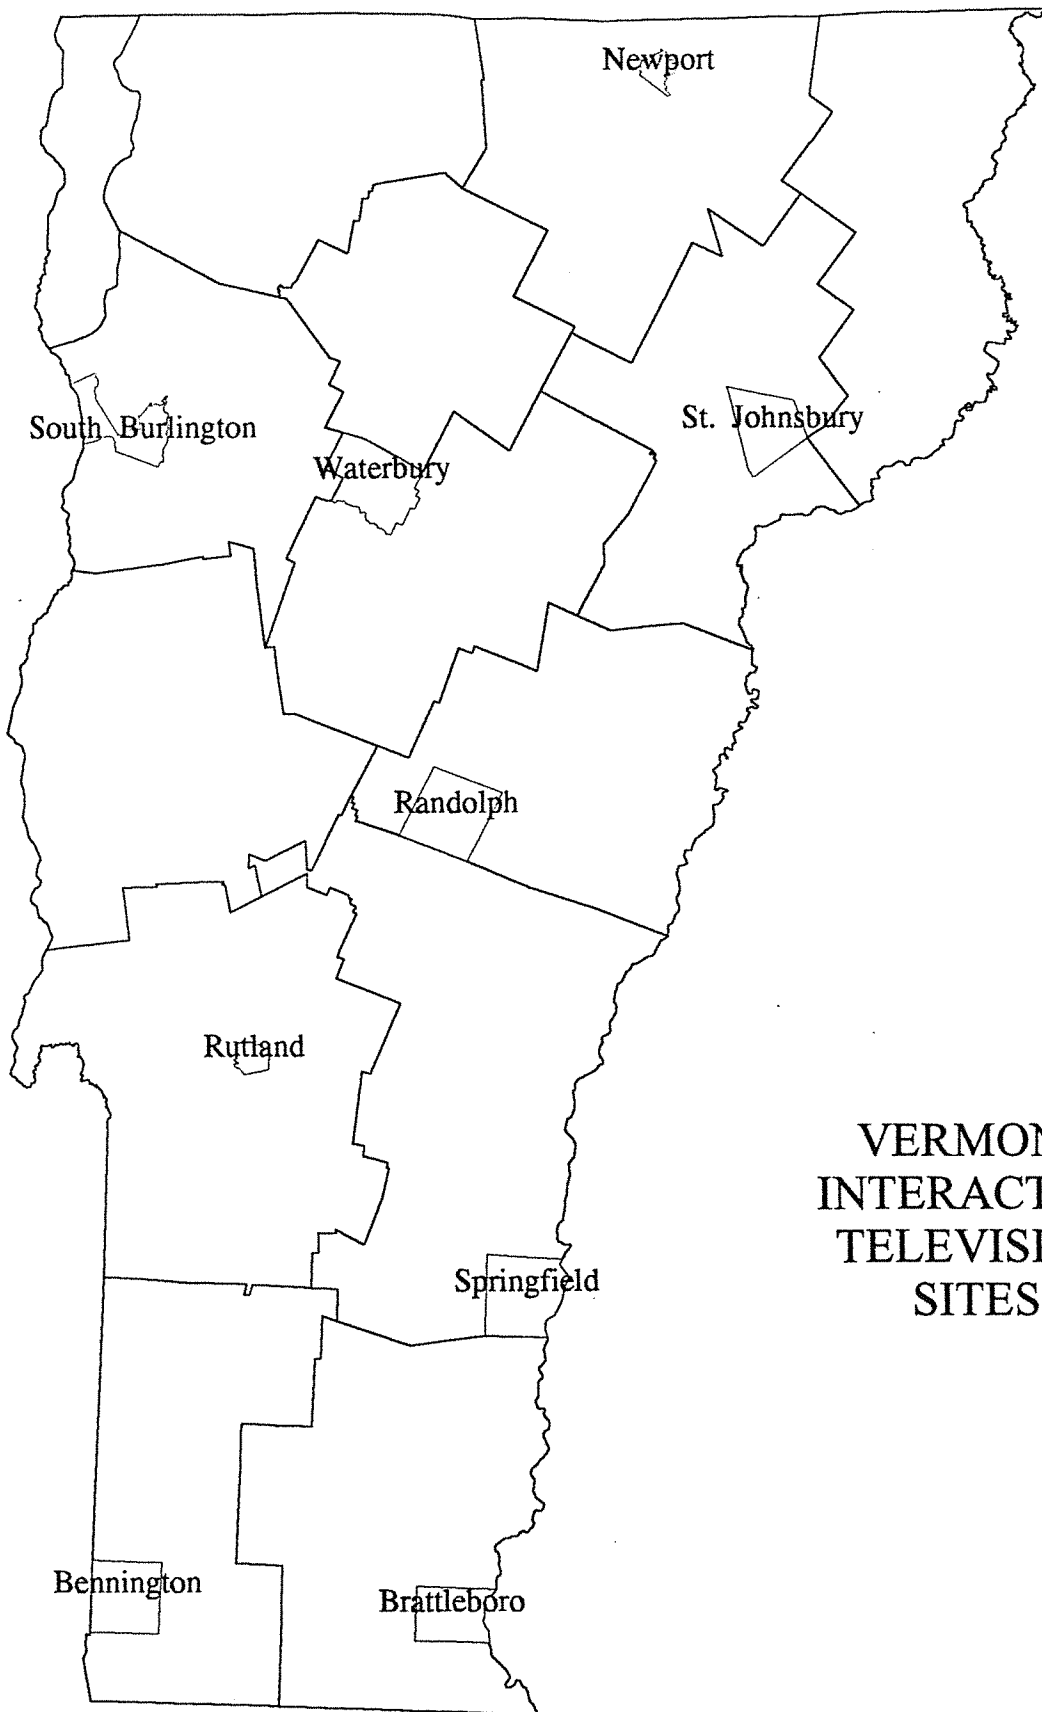 Newport
South Burlington
St. Johnsbury
Waterbury
Randolph
Rutland
VERMON
INTERACT
TELEVISI
SITES
Springfield
Bennington
Brattleboro